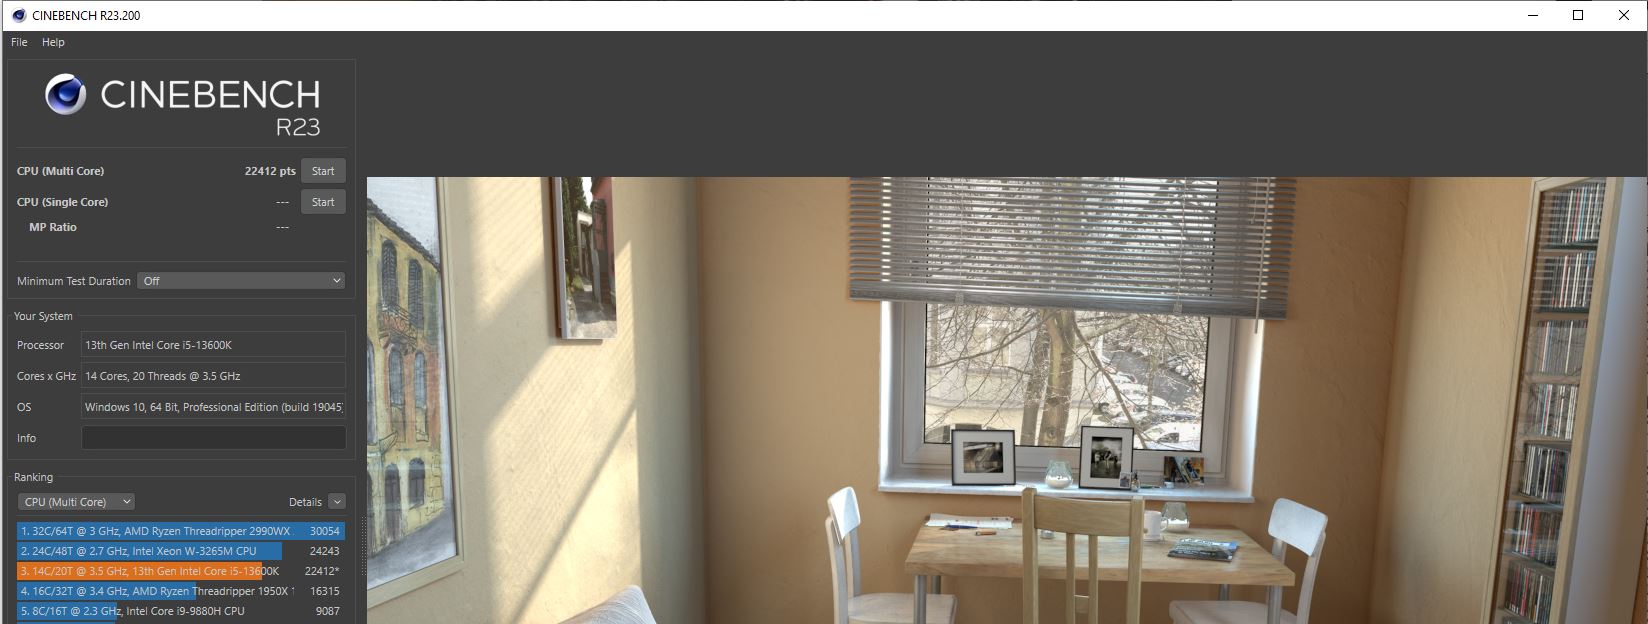 CINEBENCH R23.200
File Help
CINEBENCH
R23
CPU (Multi Core) 22412 pts Start
CPU (Single Core) --- Start
MP Ratio ---
Minimum Test Duration Off
Your System
Processor 13th Gen Intel Core i5-13600K
Cores x GHz 14 Cores, 20 Threads @ 3.5 GHz
OS Windows 10, 64 Bit, Professional Edition (build 19045)
Info
Ranking
CPU (Multi Core) Details
1. 32C/64T @ 3 GHz, AMD Ryzen Threadripper 2990WX 30054
2. 24C/48T @ 2.7 GHz, Intel Xeon W-3265M CPU 24243
3. 14C/20T @ 3.5 GHz, 13th Gen Intel Core i5-13600K 22412*
4. 16C/32T @ 3.4 GHz, AMD Ryzen Threadripper 1950X 1 16315
5. 8C/16T @ 2.3 GHz, Intel Core i9-9880H CPU 9087